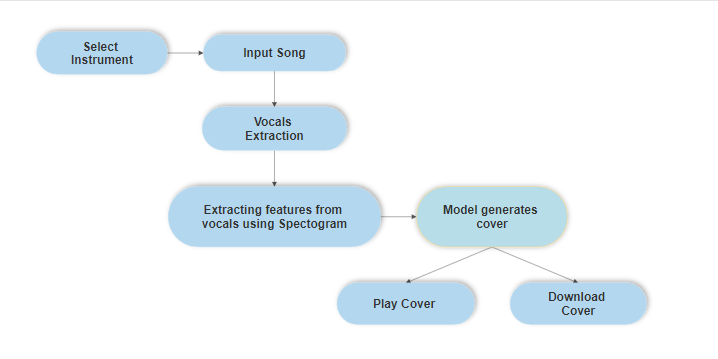 Select
Instrument
Input Song
Vocals
Extraction
Extracting features from
vocals using Spectogram
Model generates
cover
Play Cover
Download
Cover